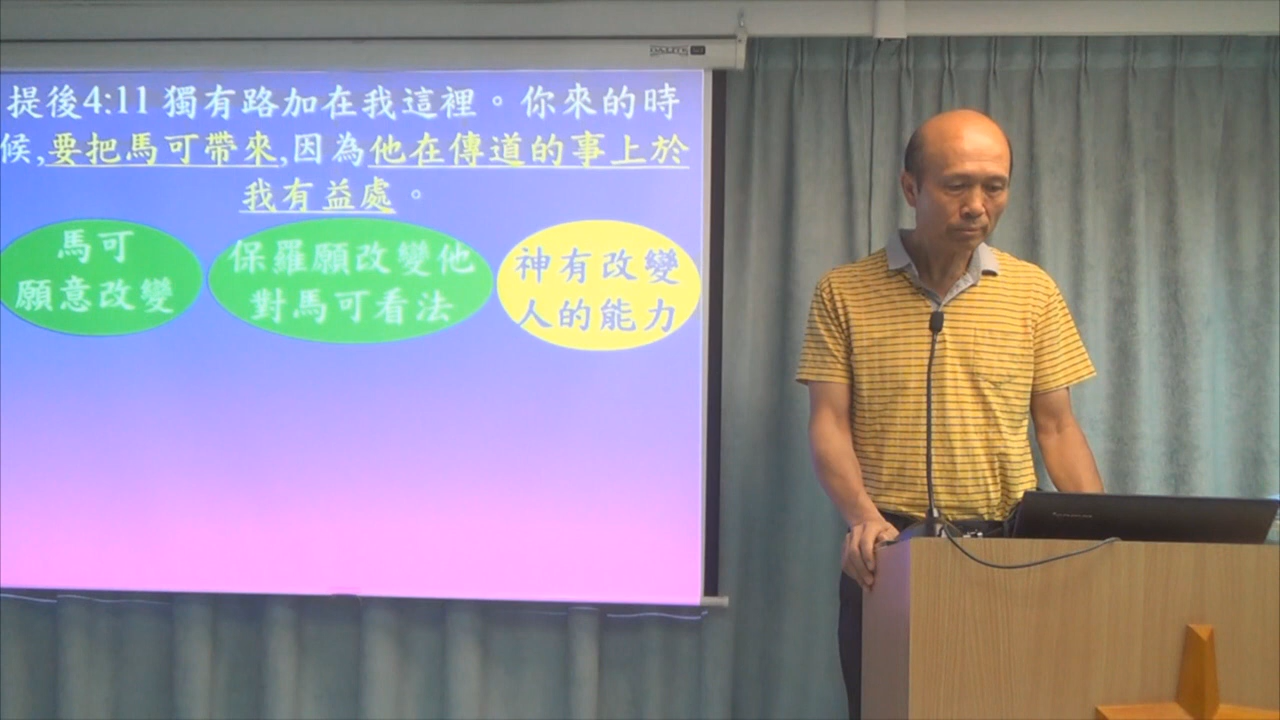 提後4:11 獨有路加在我這裡。你來的時
候,要把馬可帶來,因為他在傳道的事上於
我有益處。
馬可
願意改變
保羅願改變他
對馬可看法
神有改變
人的能力